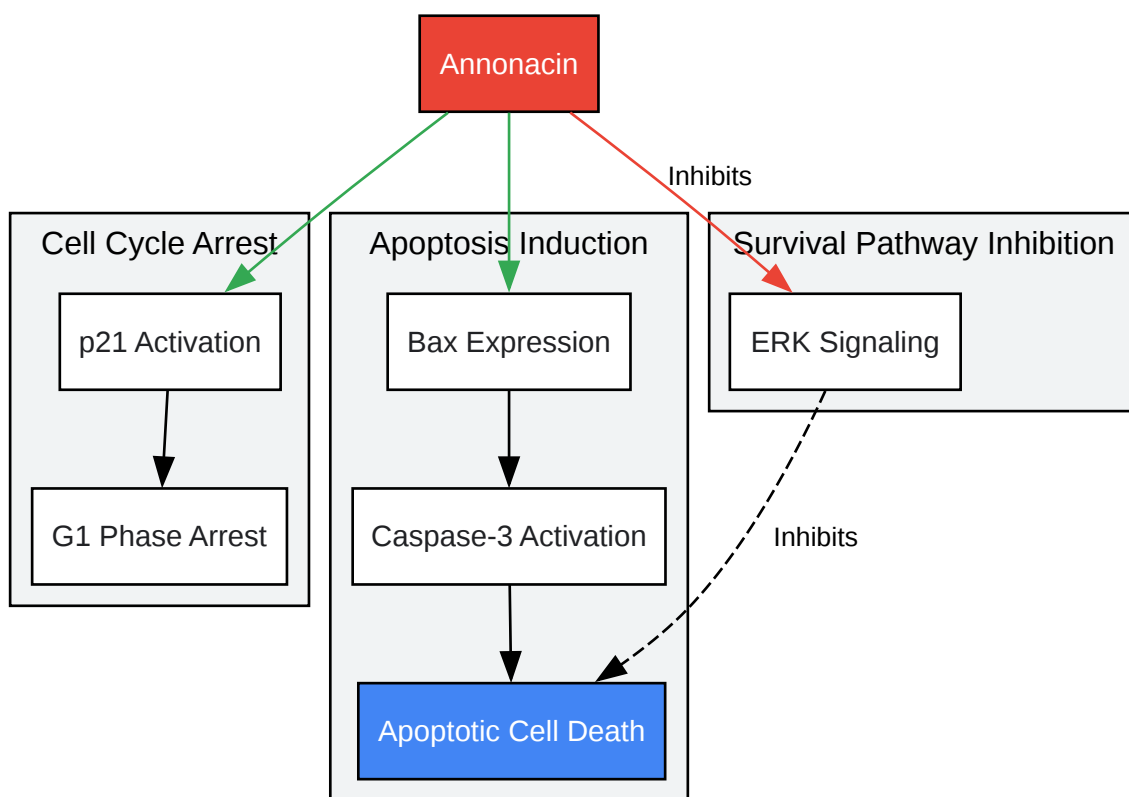 Annonacin
Inhibits
Cell Cycle Arrest
Apoptosis Induction
Survival Pathway Inhibition
p21 Activation
Bax Expression
ERK Signaling
G1 Phase Arrest
Caspase-3 Activation
Inhibits
Apoptotic Cell Death